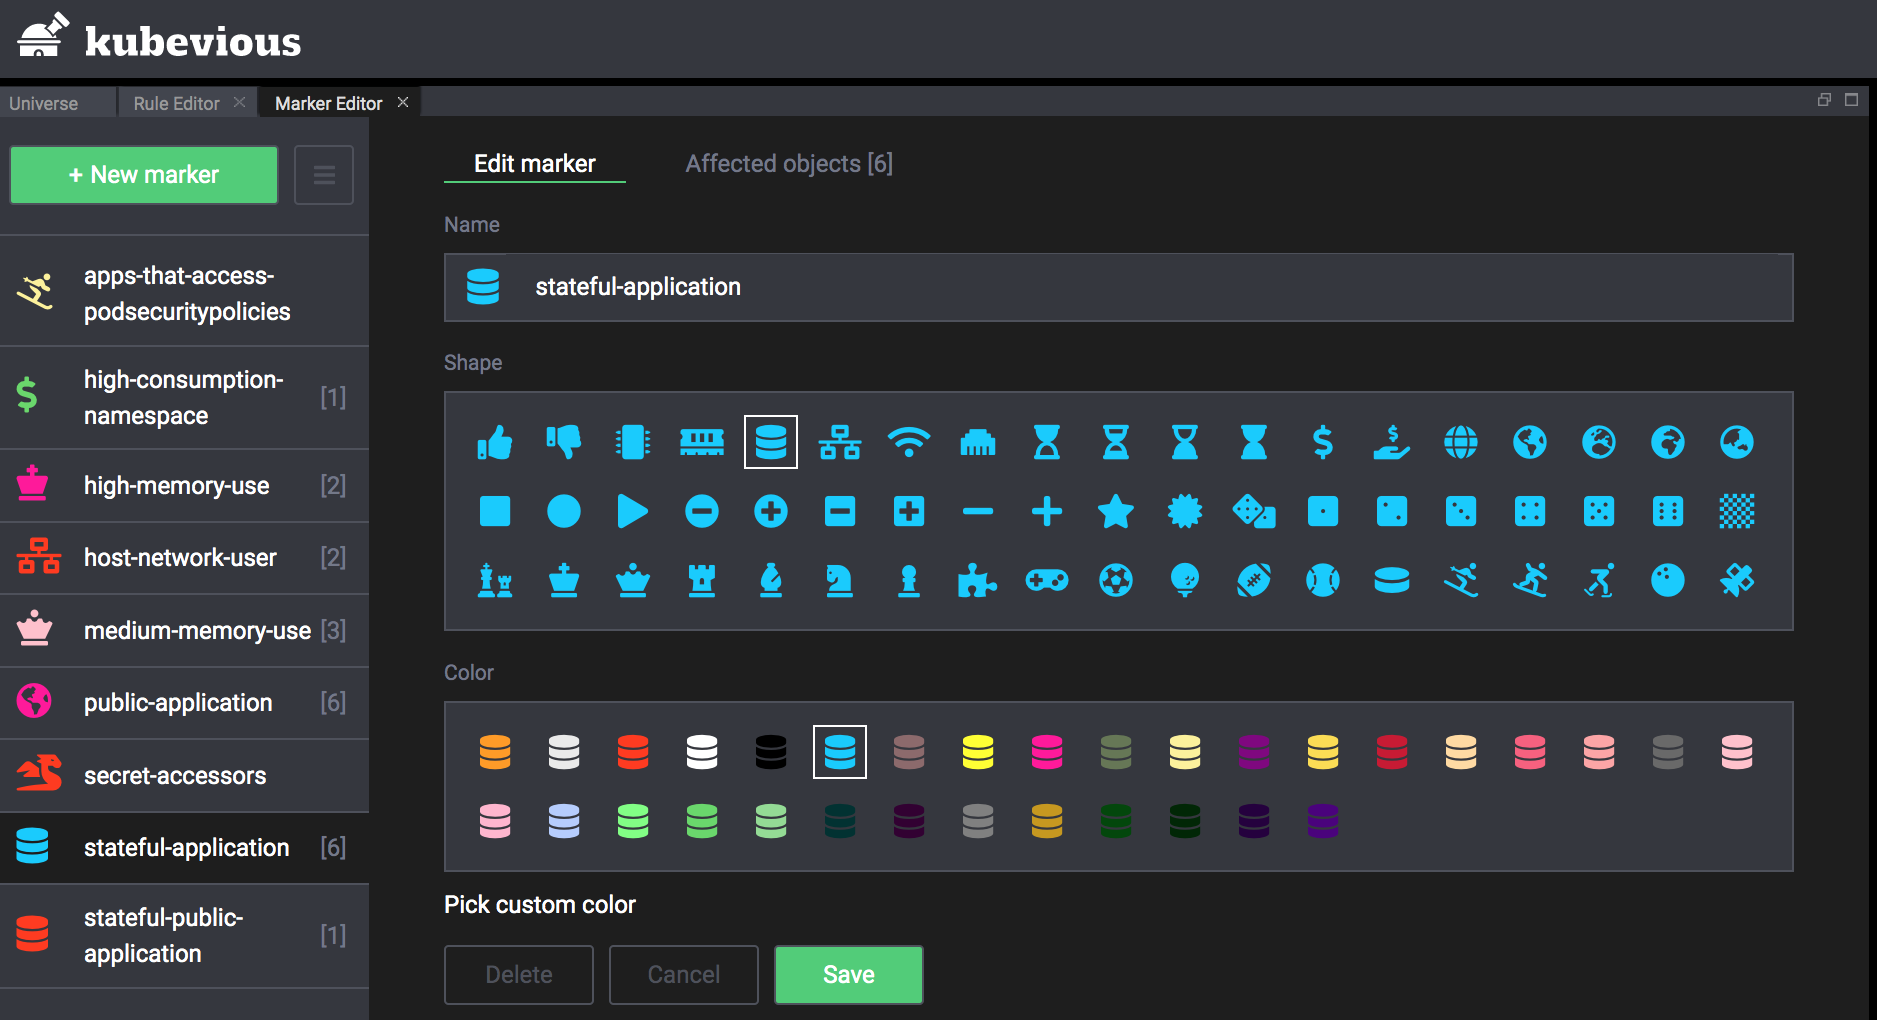 kubevious
Universe
Rule Editor
Marker Editor
+ New marker
apps-that-access-
podsecuritypolicies
high-consumption-
namespace
[1]
high-memory-use [2]
host-network-user [2]
medium-memory-use [3]
public-application [6]
secret-accessors
stateful-application [6]
stateful-public-
application
[1]
Edit marker
Affected objects [6]
Name
stateful-application
Shape
Color
Pick custom color
Delete
Cancel
Save